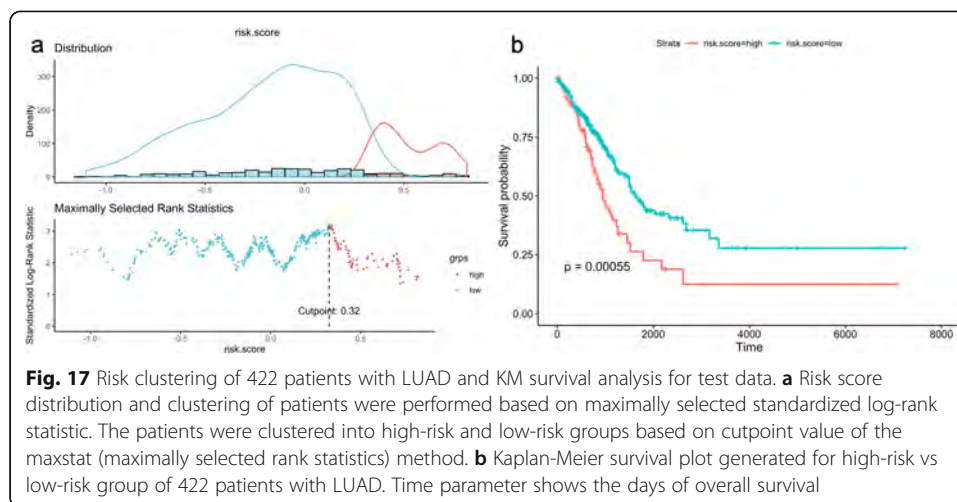 a
risk.score
Distribution
Density
300
200
100
0
-1.0
-0.5
0.0
0.5
Maximally Selected Rank Statistics
Standardized Log-Rank Statistic
3
2
1
0
Cutpoint: 0.32
grps
high
low
-1.0
-0.5
0.0
0.5
risk.score
b
Strata risk.score=high risk.score=low
Survival probability
1.00
0.75
0.50
0.25
0.00
p = 0.00055
0 2000 4000 6000 8000
Time
Fig. 17 Risk clustering of 422 patients with LUAD and KM survival analysis for test data. a Risk score
distribution and clustering of patients were performed based on maximally selected standardized log-rank
statistic. The patients were clustered into high-risk and low-risk groups based on cutpoint value of the
maxstat (maximally selected rank statistics) method. b Kaplan-Meier survival plot generated for high-risk vs
low-risk group of 422 patients with LUAD. Time parameter shows the days of overall survival